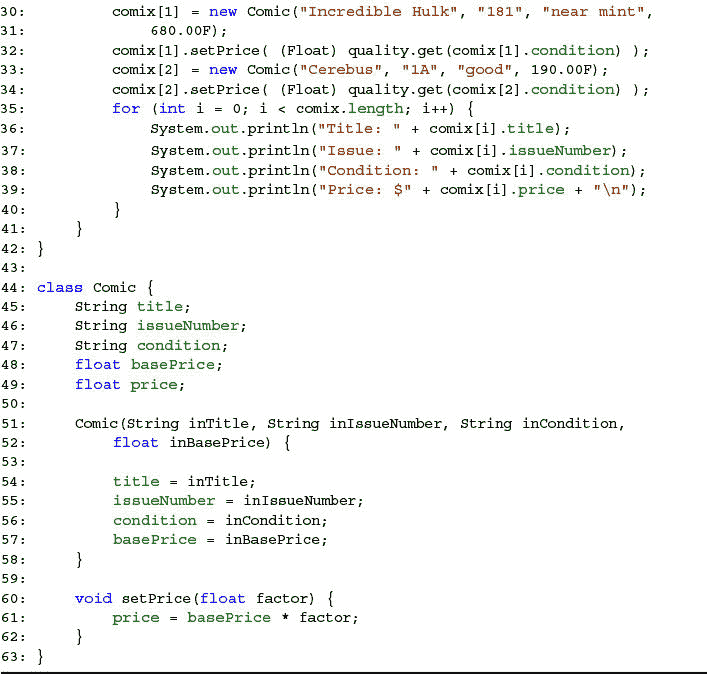 30:         comix[1] = new Comic("Incredible Hulk", "181", "near mint",
31:             680.00F);
32:         comix[1].setPrice( (Float) quality.get(comix[1].condition) );
33:         comix[2] = new Comic("Cerebus", "1A", "good", 190.00F);
34:         comix[2].setPrice( (Float) quality.get(comix[2].condition) );
35:         for (int i = 0; i < comix.length; i++) {
36:             System.out.println("Title: " + comix[i].title);
37:             System.out.println("Issue: " + comix[i].issueNumber);
38:             System.out.println("Condition: " + comix[i].condition);
39:             System.out.println("Price: $" + comix[i].price + "\n");
40:         }
41:     }
42: }
43:
44: class Comic {
45:     String title;
46:     String issueNumber;
47:     String condition;
48:     float basePrice;
49:     float price;
50:
51:     Comic(String inTitle, String inIssueNumber, String inCondition,
52:         float inBasePrice) {
53:
54:         title = inTitle;
55:         issueNumber = inIssueNumber;
56:         condition = inCondition;
57:         basePrice = inBasePrice;
58:     }
59:
60:     void setPrice(float factor) {
61:         price = basePrice * factor;
62:     }
63: }